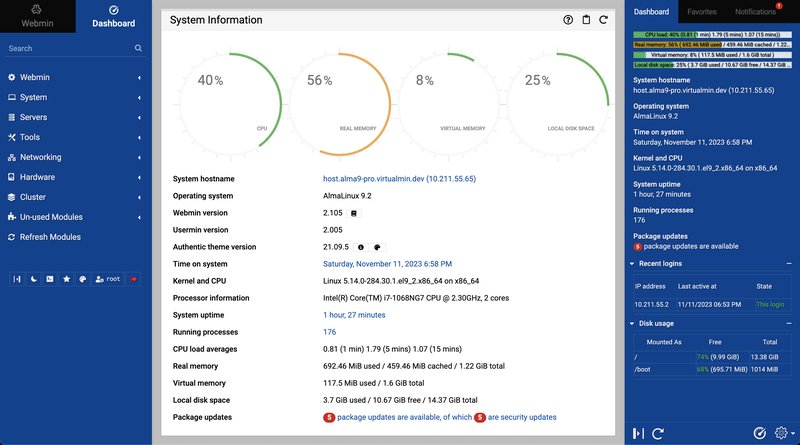 Webmin
Dashboard
Search
Webmin
System
Servers
Tools
Networking
Hardware
Cluster
Un-used Modules
Refresh Modules
root
System Information
40%
CPU
56%
REAL MEMORY
8%
VIRTUAL MEMORY
25%
LOCAL DISK SPACE
System hostname host.alma9-pro.virtualmin.dev (10.211.55.65)
Operating system AlmaLinux 9.2
Webmin version 2.105
Usermin version 2.005
Authentic theme version 21.09.5
Time on system Saturday, November 11, 2023 6:58 PM
Kernel and CPU Linux 5.14.0-284.30.1.el9_2.x86_64 on x86_64
Processor information Intel(R) Core(TM) i7-1068NG7 CPU @ 2.30GHz, 2 cores
System uptime 1 hour, 27 minutes
Running processes 176
CPU load averages 0.81 (1 min) 1.79 (5 mins) 1.07 (15 mins)
Real memory 692.46 MiB used / 459.46 MiB cached / 1.22 GiB total
Virtual memory 117.5 MiB used / 1.6 GiB total
Local disk space 3.7 GiB used / 10.67 GiB free / 14.37 GiB total
Package updates 5 package updates are available, of which 5 are security updates
Dashboard Favorites Notifications 1
CPU load: 40% (0.81 (1 min) 1.79 (5 mins) 1.07 (15 mins))
Real memory: 56% ( 692.46 MiB used / 459.46 MiB cached / 1.22 ...
Virtual memory: 8% ( 117.5 MiB used / 1.6 GiB total )
Local disk space: 25% ( 3.7 GiB used / 10.67 GiB free / 14.37 GiB ...
System hostname
host.alma9-pro.virtualmin.dev (10.211.55.65)
Operating system
AlmaLinux 9.2
Time on system
Saturday, November 11, 2023 6:58 PM
Kernel and CPU
Linux 5.14.0-284.30.1.el9_2.x86_64 on x86_64
System uptime
1 hour, 27 minutes
Running processes
176
Package updates
5 package updates are available
Recent logins
IP address Last active at State
10.211.55.2 11/11/2023 06:53 PM This login
Disk usage
Mounted As Free Total
/ 74% (9.99 GiB) 13.38 GiB
/boot 68% (695.71 MiB) 1014 MiB